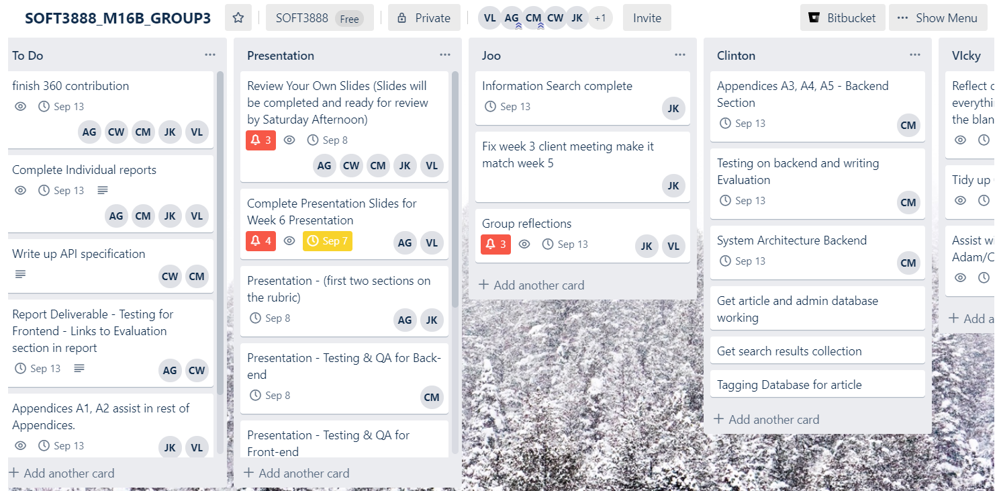 SOFT3888_M16B_GROUP3
SOFT3888 Free
Private
VL AG CM CW JK +1
Invite
Bitbucket
Show Menu
To Do
finish 360 contribution
Sep 13
AG CW CM JK VL
Complete Individual reports
Sep 13
AG CM JK VL
Write up API specification
CW CM
Report Deliverable - Testing for
Frontend - Links to Evaluation
section in report
Sep 13
AG CW
Appendices A1, A2 assist in rest of
Appendices.
Sep 13
JK VL
+ Add another card
Presentation
Review Your Own Slides (Slides will
be completed and ready for review
by Saturday Afternoon)
3 Sep 8
AG CW CM JK VL
Complete Presentation Slides for
Week 6 Presentation
4 Sep 7
AG VL
Presentation - (first two sections on
the rubric)
Sep 8
AG JK
Presentation - Testing & QA for Back-
end
Sep 8
CM
Presentation - Testing & QA for
Front-end
+ Add another card
Joo
Information Search complete
Sep 13
JK
Fix week 3 client meeting make it
match week 5
JK
Group reflections
3 Sep 13
JK VL
+ Add another card
Clinton
Appendices A3, A4, A5 - Backend
Section
Sep 13
CM
Testing on backend and writing
Evaluation
Sep 13
CM
System Architecture Backend
Sep 13
CM
Get article and admin database
working
Get search results collection
Tagging Database for article
+ Add another card
VIcky
Reflect
everythi
the blan
Tidy up
Assist wi
Adam/C
+ Add a